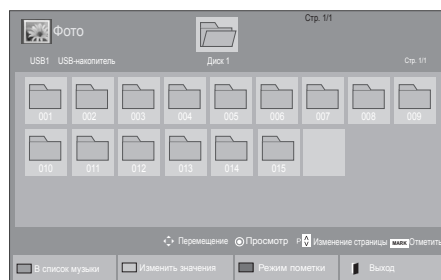 Стр. 1/1
Фото
USB1 USB-накопитель Диск 1 Стр. 1/1
001 002 003 004 005 006 007 008 009
010 011 012 013 014 015
Перемещение Просмотр P Изменение страницы MARK Отметить
В список музыки Изменить значения Режим пометки Выход